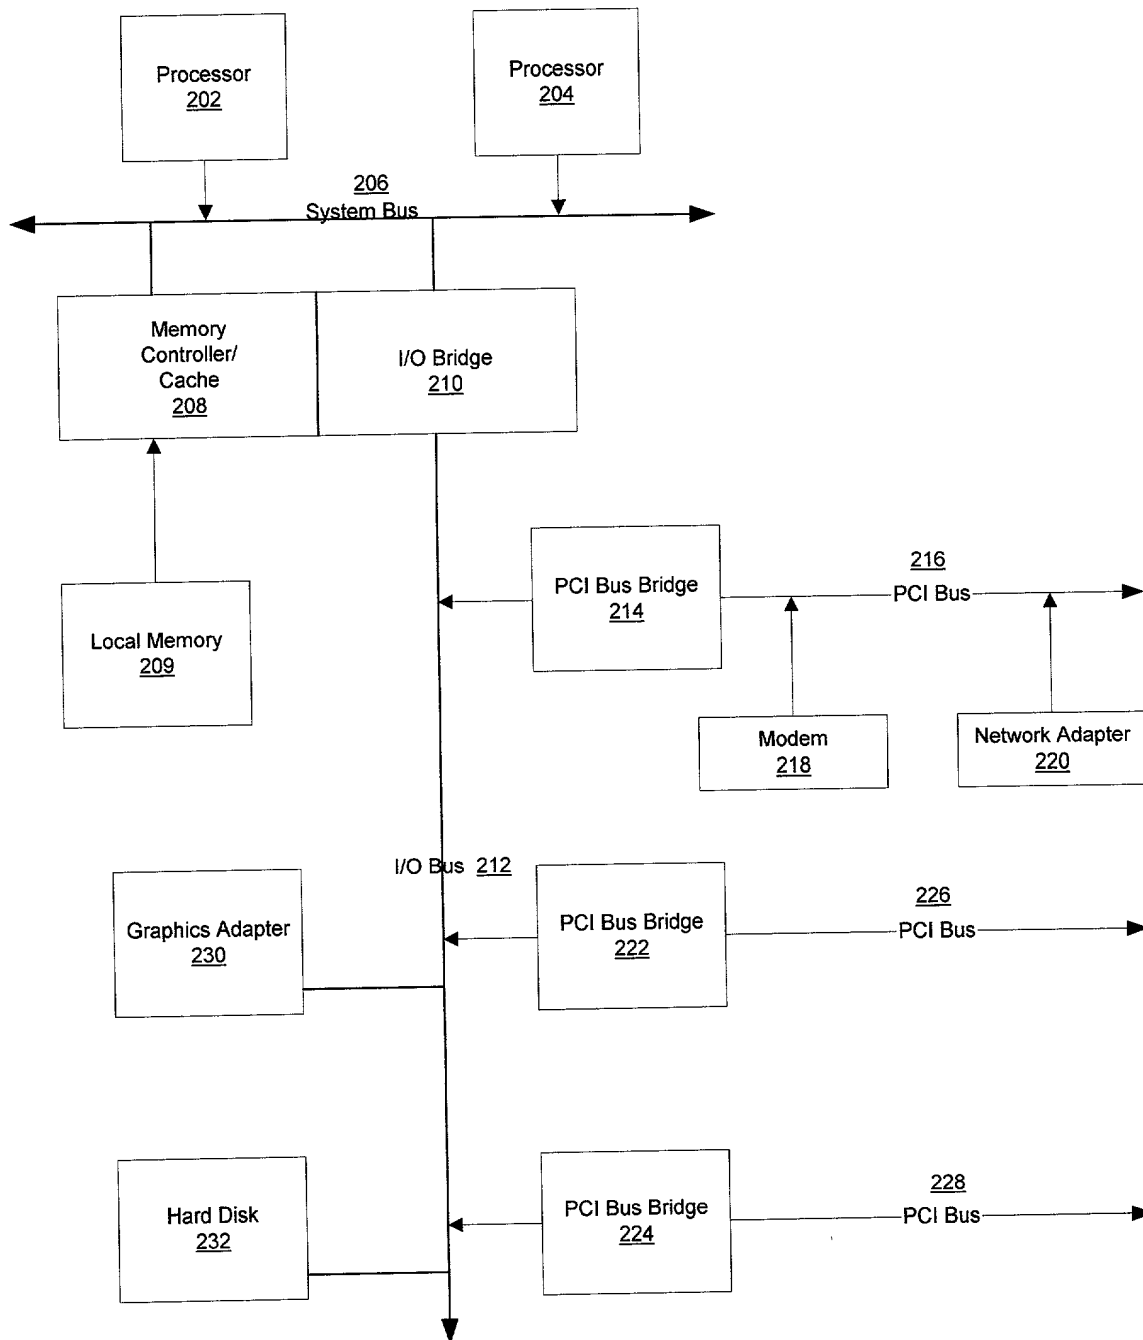 Processor
202
Processor
204
206
System Bus
Memory
Controller/
Cache
208
I/O Bridge
210
PCI Bus Bridge
214
216
PCI Bus
Local Memory
209
Modem
218
Network Adapter
220
I/O Bus 212
Graphics Adapter
230
PCI Bus Bridge
222
226
PCI Bus
Hard Disk
232
PCI Bus Bridge
224
228
PCI Bus